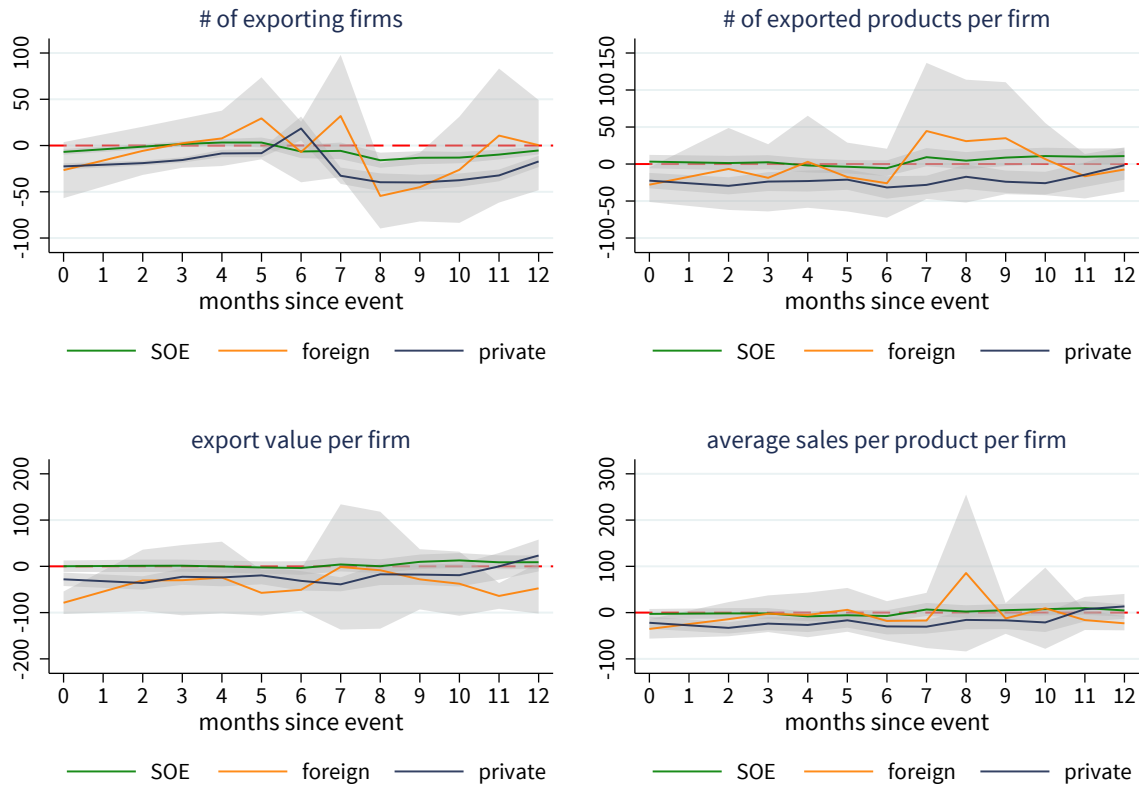 # of exporting firms
100
50
0
-50
-100
0 1 2 3 4 5 6 7 8 9 10 11 12
months since event
SOE foreign private
# of exported products per firm
150
100
50
0
-50
-100
0 1 2 3 4 5 6 7 8 9 10 11 12
months since event
SOE foreign private
export value per firm
200
100
0
-100
-200
0 1 2 3 4 5 6 7 8 9 10 11 12
months since event
SOE foreign private
average sales per product per firm
300
200
100
0
-100
0 1 2 3 4 5 6 7 8 9 10 11 12
months since event
SOE foreign private